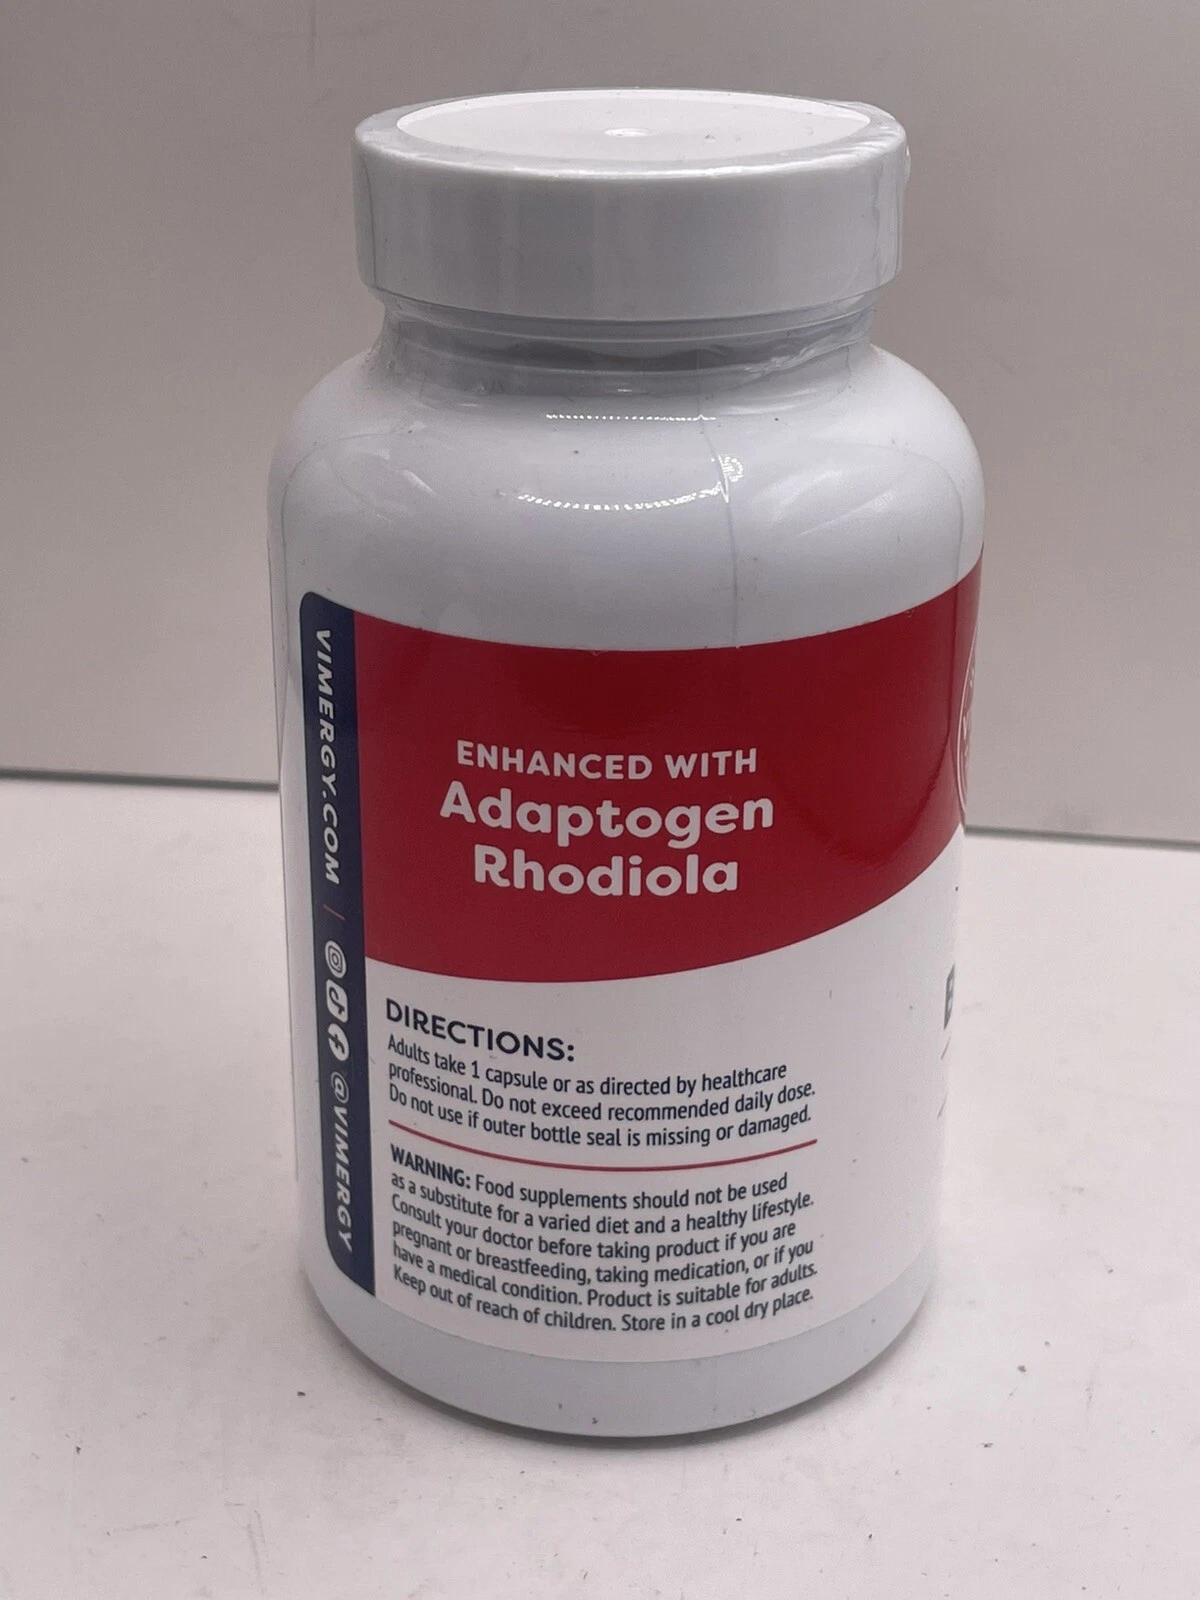 ENHANCED WITH
Adaptogen
Rhodiola
VIMERGY.COM | @VIMERGY
DIRECTIONS:
Adults take 1 capsule or as directed by healthcare
professional. Do not exceed recommended daily dose.
Do not use if outer bottle seal is missing or damaged.
WARNING: Food supplements should not be used
as a substitute for a varied diet and a healthy lifestyle.
Consult your doctor before taking product if you are
pregnant or breastfeeding, taking medication, or if you
have a medical condition. Product is suitable for adults.
Keep out of reach of children. Store in a cool dry place.